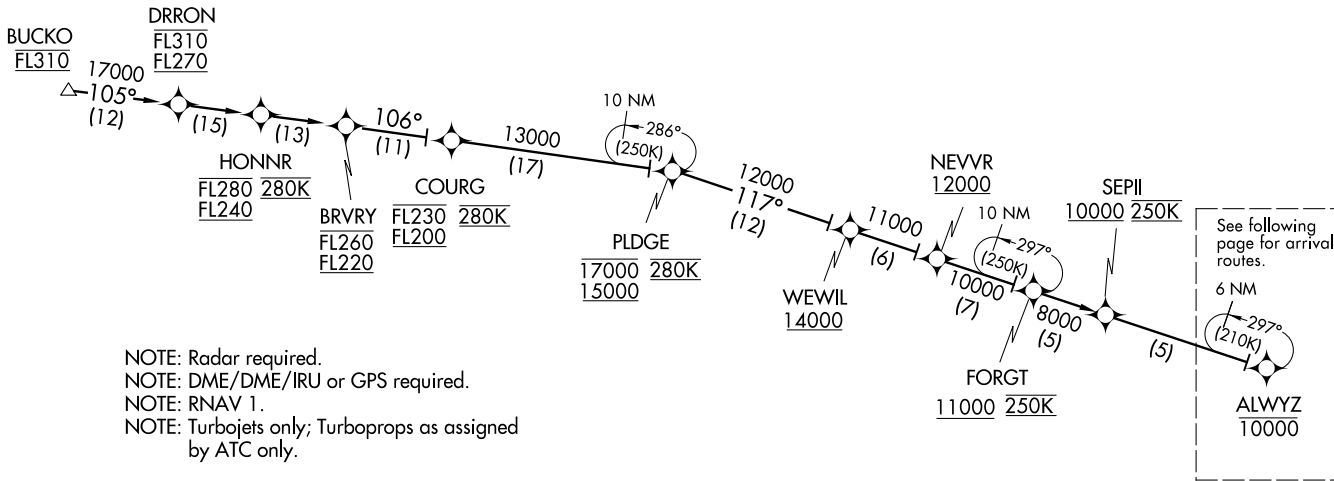 BUCKO
FL310
17000
105°
(12)
DRRON
FL310
FL270
(15)
HONNR
FL280 280K
FL240
(13)
BRVRY
FL260
FL220
106°
(11)
COURG
FL230 280K
FL200
13000
(17)
10 NM
286°
(250K)
PLDGE
17000 280K
15000
12000
117°
(12)
WEWIL
14000
11000
(6)
NEVVR
12000
10000
(7)
10 NM
297°
(250K)
FORGT
11000 250K
8000
(5)
SEPII
10000 250K
(5)
See following
page for arrival
routes.
6 NM
297°
(210K)
ALWYZ
10000
NOTE: Radar required.
NOTE: DME/DME/IRU or GPS required.
NOTE: RNAV 1.
NOTE: Turbojets only; Turboprops as assigned
by ATC only.